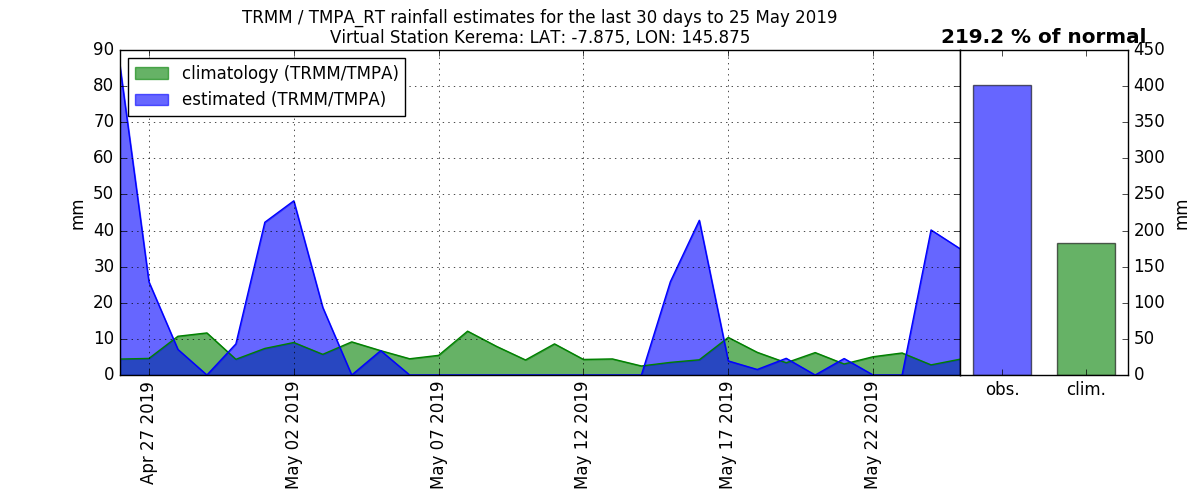 TRMM / TMPA_RT rainfall estimates for the last 30 days to 25 May 2019
Virtual Station Kerema: LAT: -7.875, LON: 145.875
219.2 % of normal
climatology (TRMM/TMPA)
estimated (TRMM/TMPA)
90
80
70
60
50
40
30
20
10
0
mm
450
400
350
300
250
200
150
100
50
0
mm
Apr 27 2019
May 02 2019
May 07 2019
May 12 2019
May 17 2019
May 22 2019
obs.
clim.